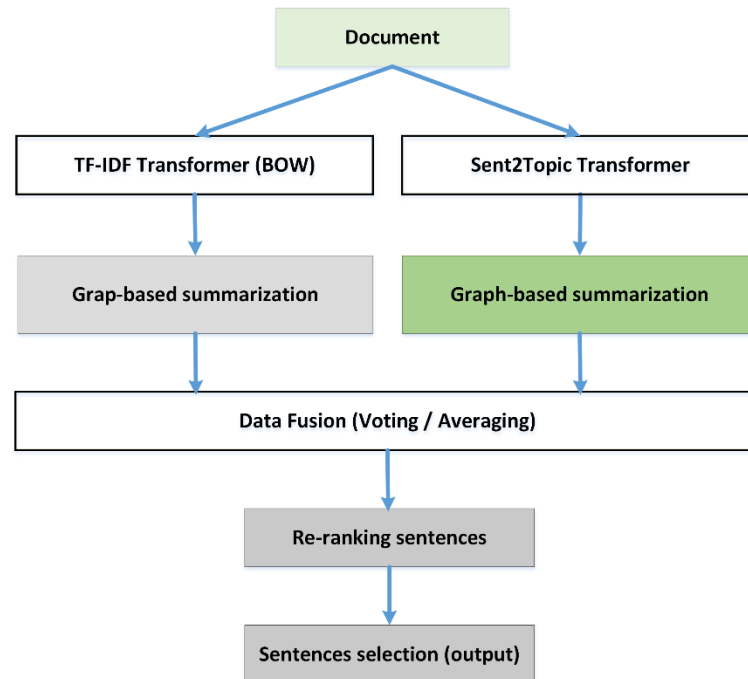 Document
TF-IDF Transformer (BOW)
Sent2Topic Transformer
Grap-based summarization
Graph-based summarization
Data Fusion (Voting / Averaging)
Re-ranking sentences
Sentences selection (output)